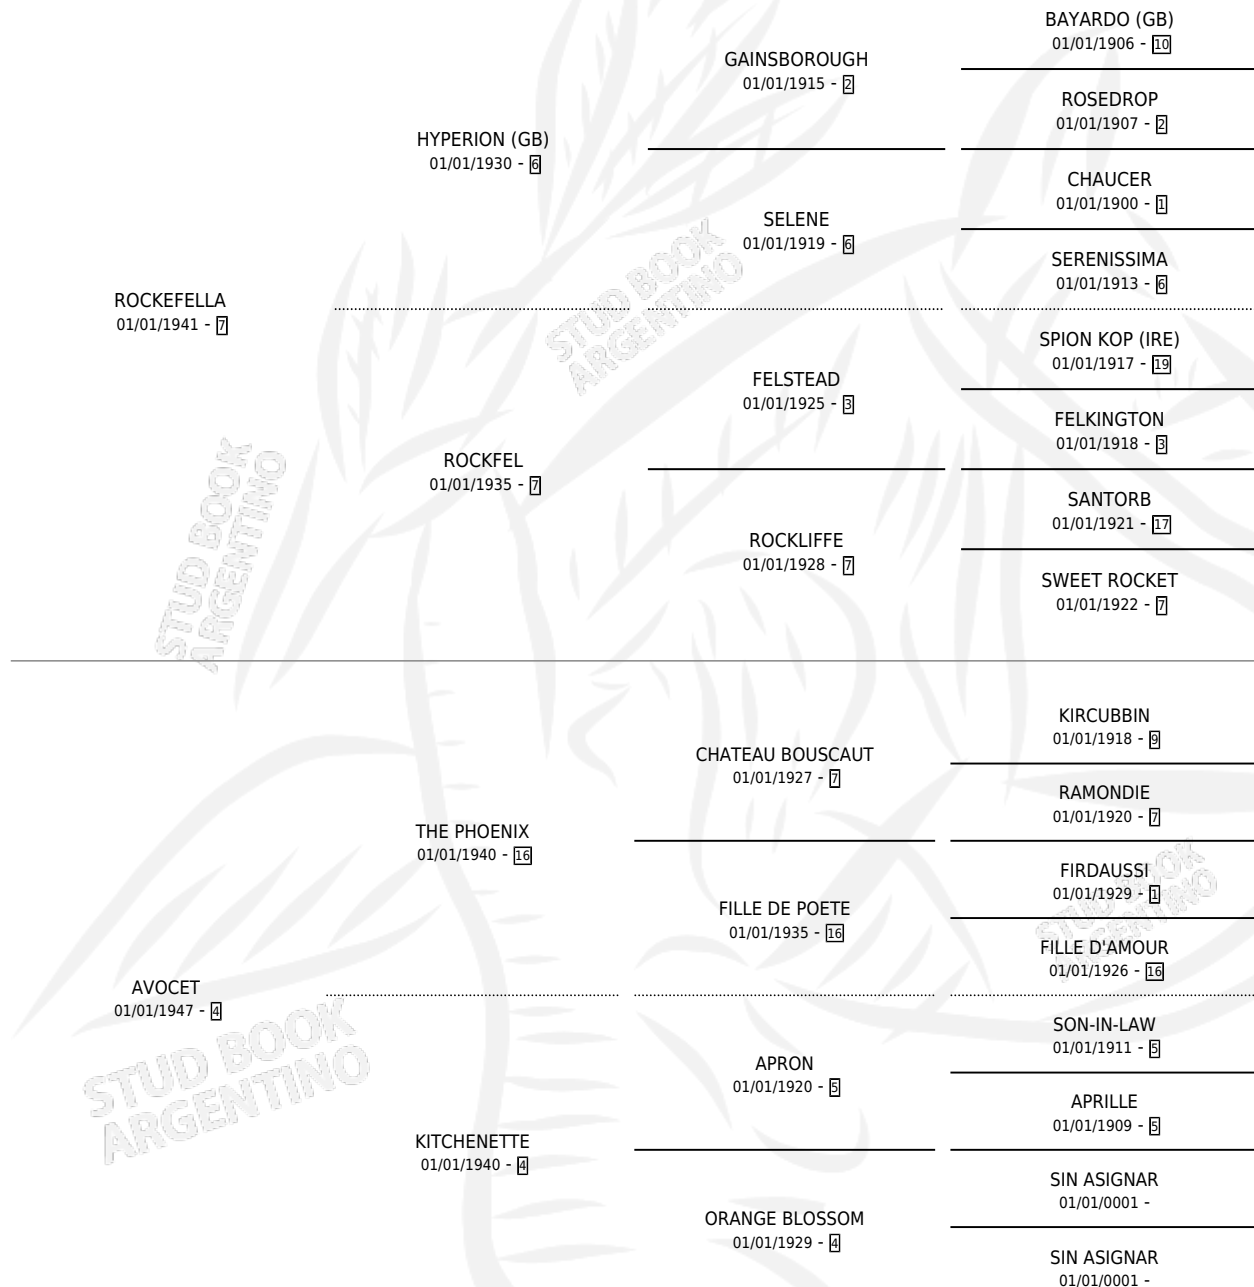 BAYARDO (GB)
01/01/1906 - 10
GAINSBOROUGH
01/01/1915 - 2
ROSEDROP
01/01/1907 - 2
HYPERION (GB)
01/01/1930 - 6
CHAUCER
01/01/1900 - 1
SELENE
01/01/1919 - 6
SERENISSIMA
01/01/1913 - 6
ROCKEFELLA
01/01/1941 - 7
SPION KOP (IRE)
01/01/1917 - 19
FELSTEAD
01/01/1925 - 3
FELKINGTON
01/01/1918 - 3
ROCKFEL
01/01/1935 - 7
SANTORB
01/01/1921 - 17
ROCKLIFFE
01/01/1928 - 7
SWEET ROCKET
01/01/1922 - 7
KIRCUBBIN
01/01/1918 - 9
CHATEAU BOUSCAUT
01/01/1927 - 7
RAMONDIE
01/01/1920 - 7
THE PHOENIX
01/01/1940 - 16
FIRDAUSSI
01/01/1929 - 1
FILLE DE POETE
01/01/1935 - 16
FILLE D'AMOUR
01/01/1926 - 16
AVOCET
01/01/1947 - 4
SON-IN-LAW
01/01/1911 - 5
APRON
01/01/1920 - 5
APRILLE
01/01/1909 - 5
KITCHENETTE
01/01/1940 - 4
SIN ASIGNAR
01/01/0001 -
ORANGE BLOSSOM
01/01/1929 - 4
SIN ASIGNAR
01/01/0001 -
STUD BOOK
ARGENTINO
STUD BOOK
ARGENTINO
STUD BOOK
ARGENTINO
STUD BOOK
ARGENTINO